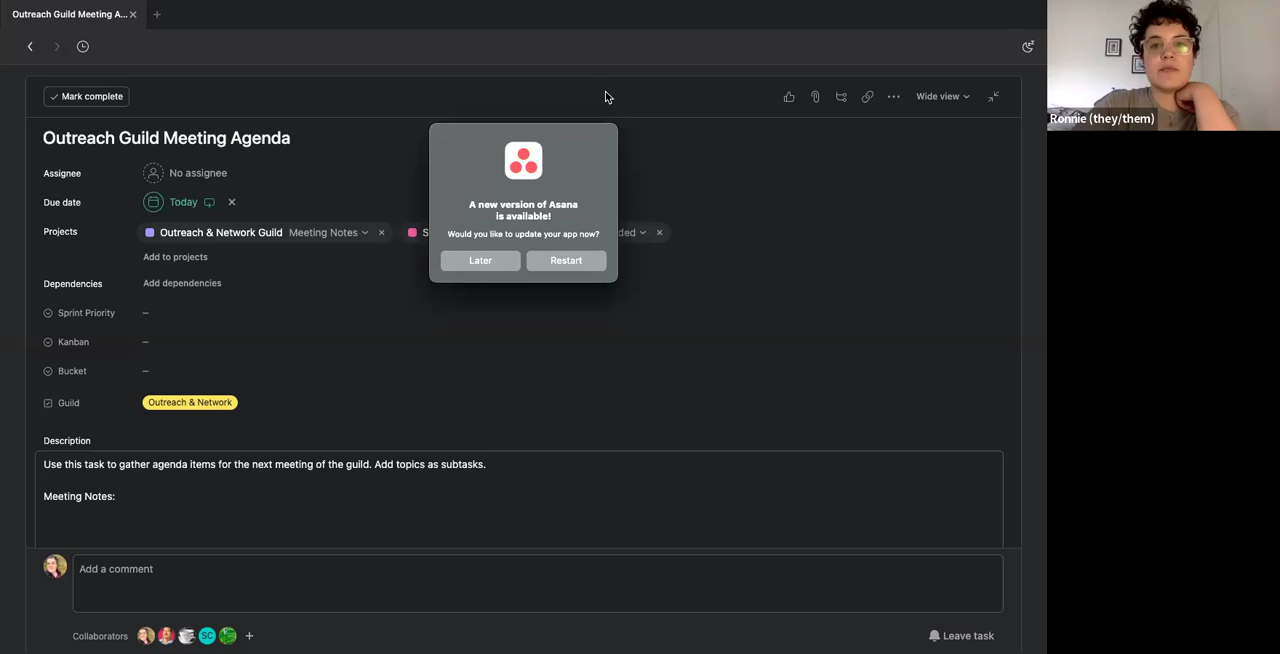 Outreach Guild Meeting A...
Mark complete
Wide view
Ronnie (they/them)
Outreach Guild Meeting Agenda
Assignee
No assignee
Due date
Today
Projects
Outreach & Network Guild Meeting Notes
S
ded
Add to projects
Dependencies
Add dependencies
Sprint Priority
—
Kanban
—
Bucket
—
Guild
Outreach & Network
A new version of Asana
is available!
Would you like to update your app now?
Later
Restart
Description
Use this task to gather agenda items for the next meeting of the guild. Add topics as subtasks.
Meeting Notes:
Add a comment
Collaborators
SC
Leave task